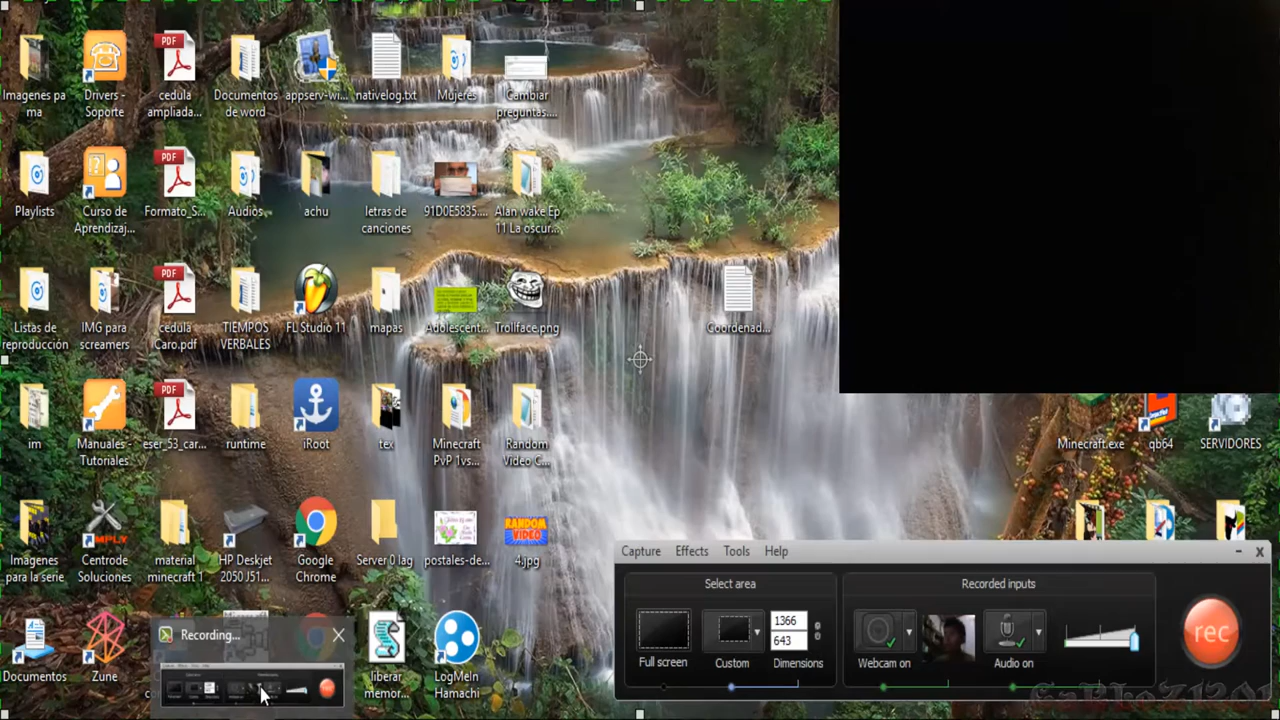 Imagenes pa
ma
Drivers -
Soporte
cedula
ampliada...
Documentos
de word
appserv-wi...
nativelog.txt
Mujeres
Cambiar
preguntas....
Playlists
Curso de
Aprendizaj...
Formato_S...
Audios
achu
letras de
canciones
91D0E5835....
Alan wake Ep
11 La oscur...
Listas de
reproducción
IMG para
screamers
cedula
iCaro.pdf
TIEMPOS
VERBALES
FL Studio 11
mapas
Adolescent...
Trollface.png
Coordenad...
im
Manuales -
Tutoriales
eser_53_car...
runtime
iRoot
tex
Minecraft
PvP 1vs...
Random
Video C...
Minecraft.exe
qb64
SERVIDORES
Imagenes
para la serie
Centrode
Soluciones
material
minecraft 1
HP Deskjet
2050 J51...
Google
Chrome
Server 0 lag
postales-de...
RANDOM
VIDEO
4.jpg
Documentos
Zune
Recording...
liberar
memor...
LogMeIn
Hamachi
Capture Effects Tools Help
Select area
Recorded inputs
Full screen
Custom
1366
643
Dimensions
Webcam on
Audio on
rec